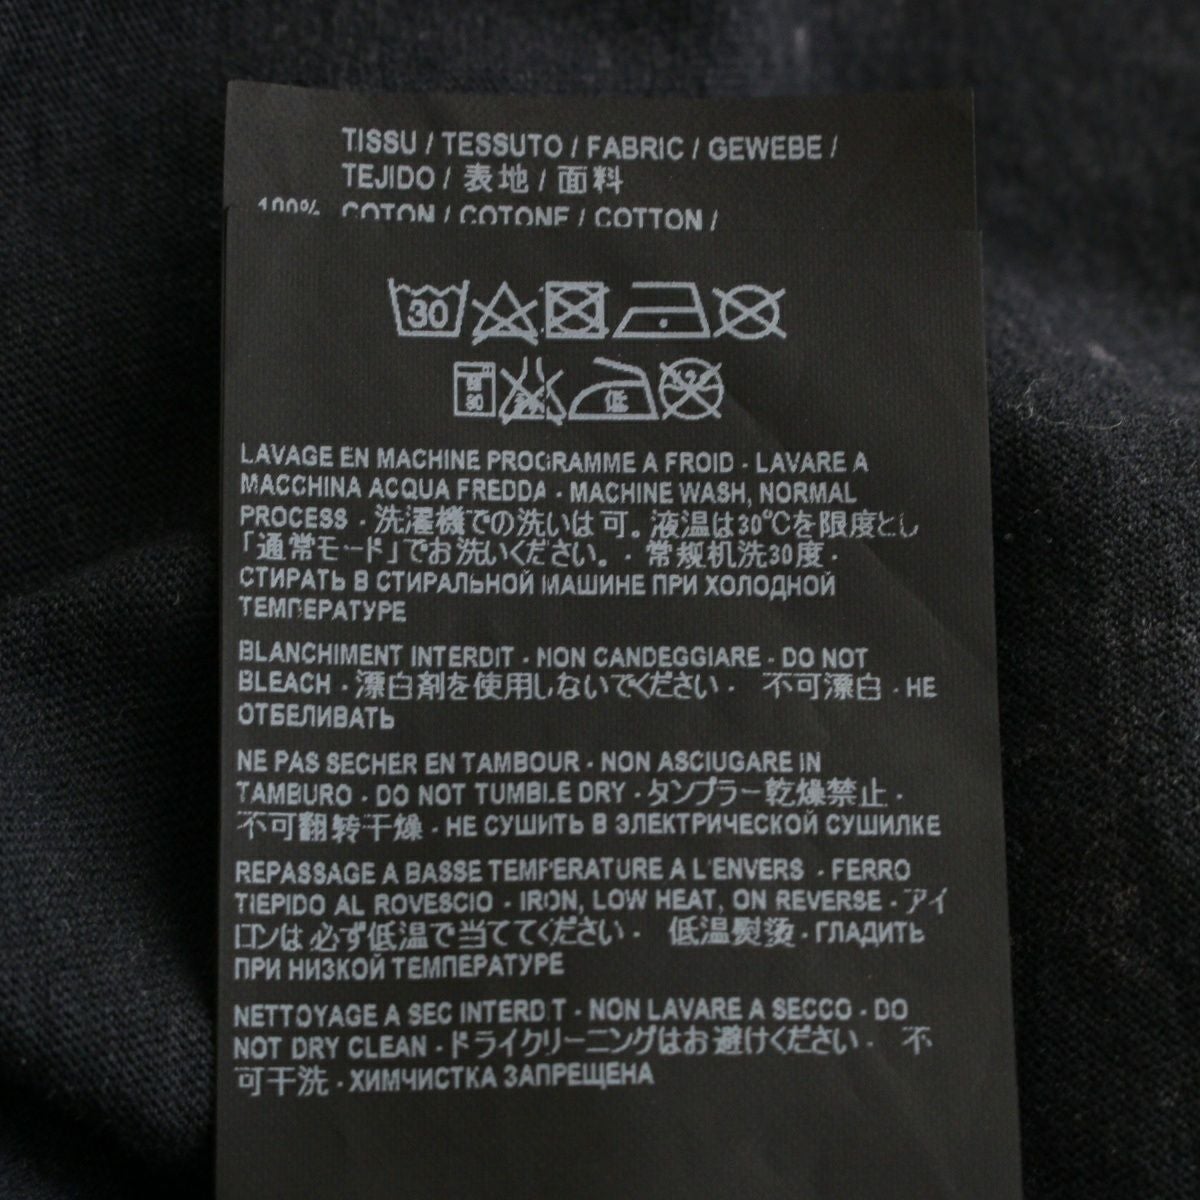 TISSU / TESSUTO / FABRIC / GEWEBE /
TEJIDO / 表地 / 面料
100% COTON / COTONE / COTTON /
30
低
LAVAGE EN MACHINE PROGRAMME A FROID - LAVARE A
MACCHINA ACQUA FREDDA - MACHINE WASH, NORMAL
PROCESS - 洗濯機での洗いは可。液温は30℃を限度とし
「通常モード」でお洗いください。 - 常规机洗30度 -
СТИРАТЬ В СТИРАЛЬНОЙ МАШИНЕ ПРИ ХОЛОДНОЙ
ТЕМПЕРАТУРЕ
BLANCHIMENT INTERDIT - NON CANDEGGIARE - DO NOT
BLEACH - 漂白剤を使用しないでください - 不可漂白 - НЕ
ОТБЕЛИВАТЬ
NE PAS SECHER EN TAMBOUR - NON ASCIUGARE IN
TAMBURO - DO NOT TUMBLE DRY - タンブラー乾燥禁止 -
不可翻转干燥 - НЕ СУШИТЬ В ЭЛЕКТРИЧЕСКОЙ СУШИЛКЕ
REPASSAGE A BASSE TEMPERATURE A L'ENVERS - FERRO
TIEPIDO AL ROVESCIO - IRON, LOW HEAT, ON REVERSE - アイ
ロンは必ず低温で当ててください - 低温熨烫 - ГЛАДИТЬ
ПРИ НИЗКОЙ ТЕМПЕРАТУРЕ
NETTOYAGE A SEC INTERDIT - NON LAVARE A SECCO - DO
NOT DRY CLEAN - ドライクリーニングはお避けください - 不
可干洗 - ХИМЧИСТКА ЗАПРЕЩЕНА